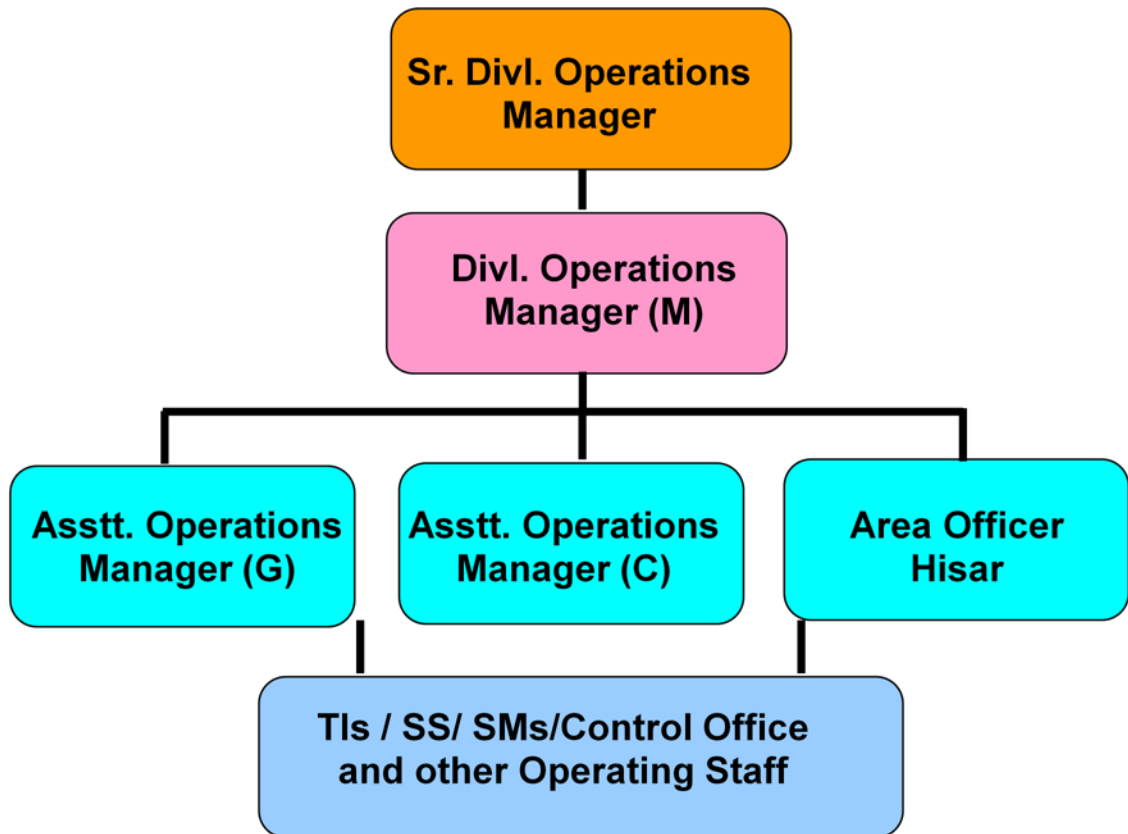 Sr. Divl. Operations
Manager
Divl. Operations
Manager (M)
Asstt. Operations
Manager (G)
Asstt. Operations
Manager (C)
Area Officer
Hisar
TIs / SS/ SMs/Control Office
and other Operating Staff